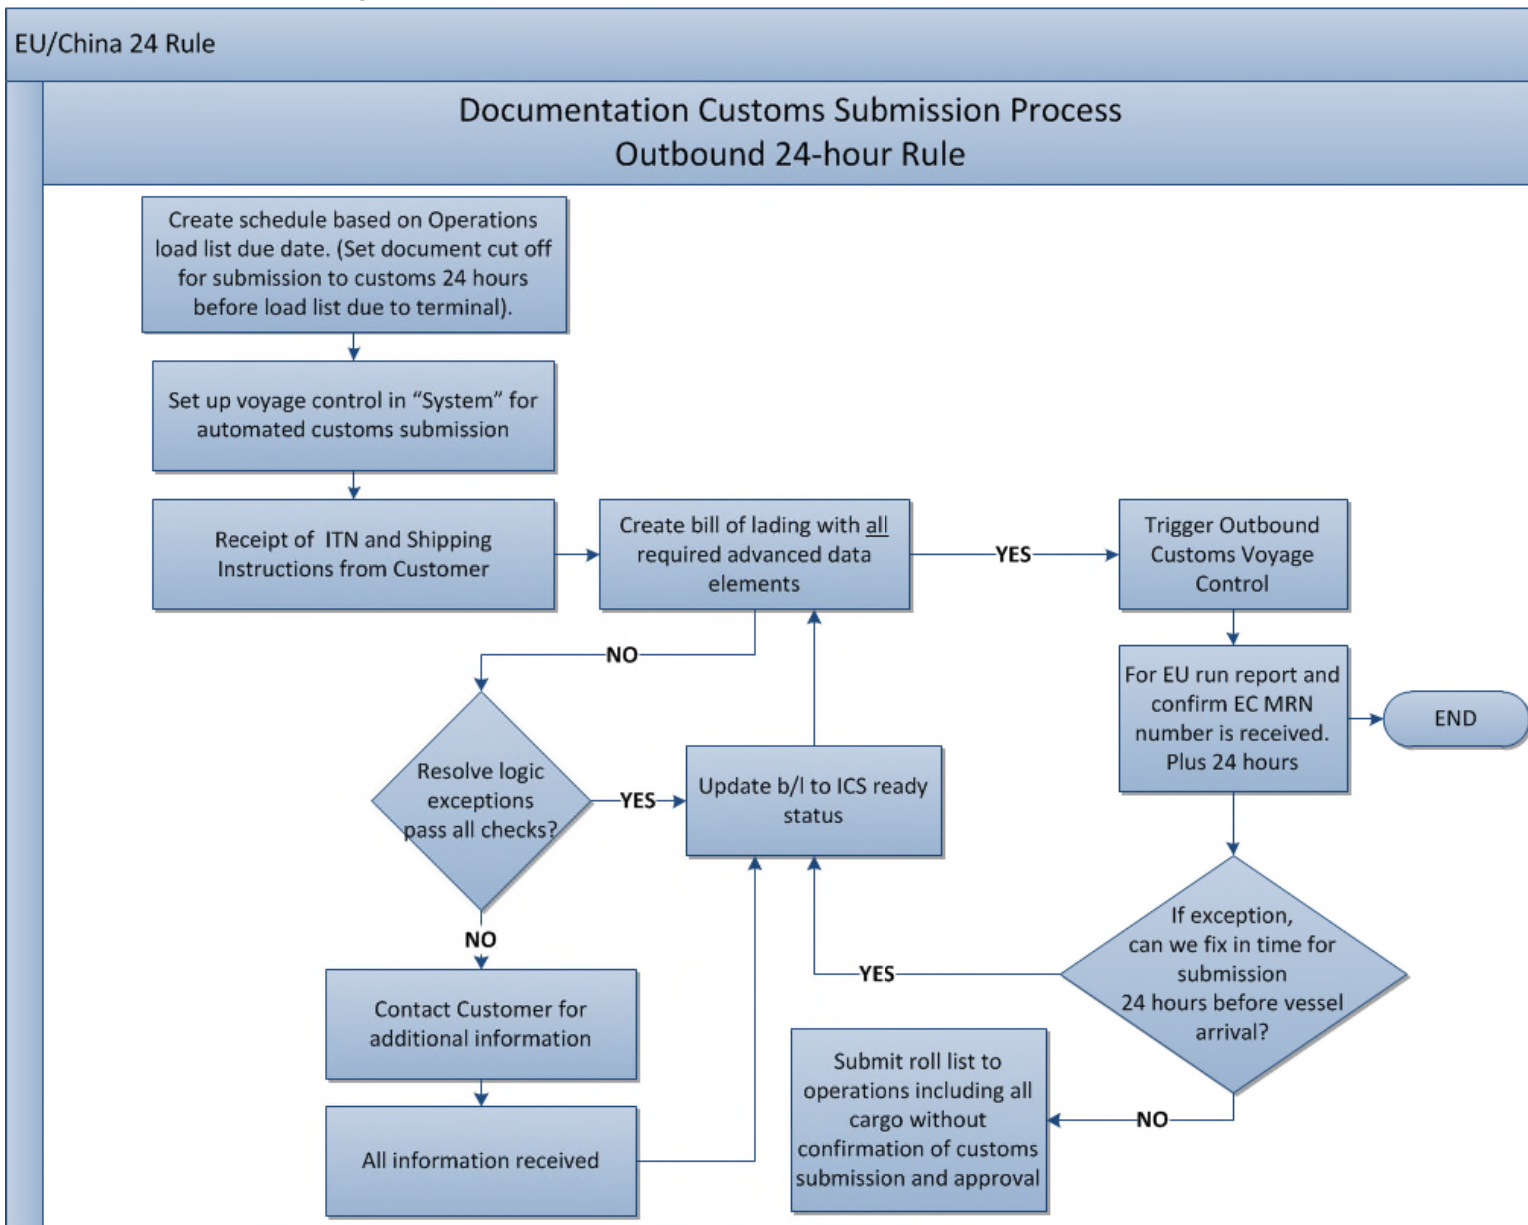 EU/China 24 Rule
Documentation Customs Submission Process
Outbound 24-hour Rule
Create schedule based on Operations
load list due date. (Set document cut off
for submission to customs 24 hours
before load list due to terminal).
Set up voyage control in “System” for
automated customs submission
Receipt of ITN and Shipping
Instructions from Customer
Create bill of lading with all
required advanced data
elements
YES
Trigger Outbound
Customs Voyage
Control
NO
For EU run report and
confirm EC MRN
number is received.
Plus 24 hours
END
Resolve logic
exceptions
pass all checks?
YES
Update b/l to ICS ready
status
If exception,
can we fix in time for
submission
24 hours before vessel
arrival?
YES
NO
Contact Customer for
additional information
Submit roll list to
operations including all
cargo without
confirmation of customs
submission and approval
NO
All information received